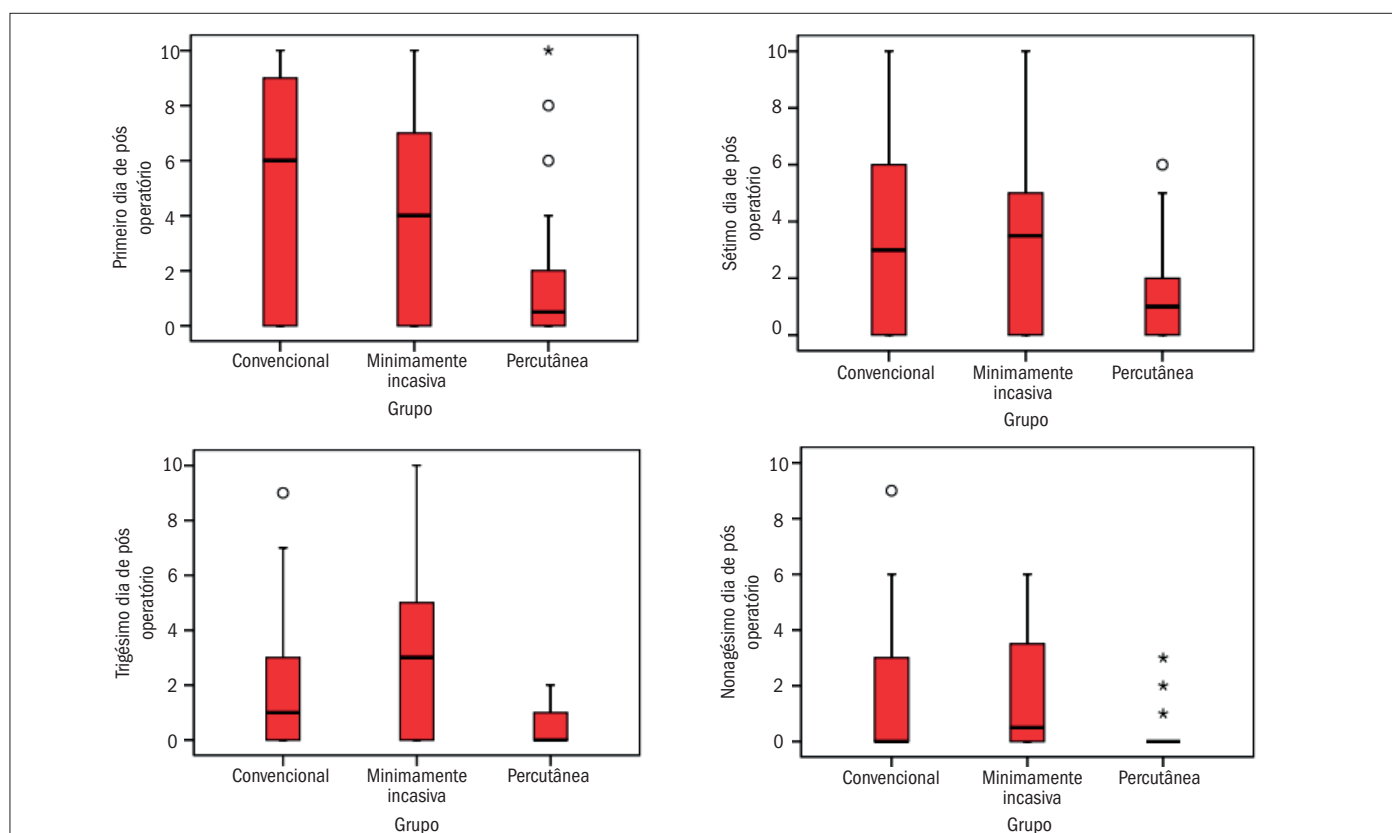 Primeiro dia de pós
operatório
10
8
6
4
2
0
Convencional
Minimamente
incasiva
Percutânea
Grupo
Sétimo dia de pós
operatório
10
8
6
4
2
0
Convencional
Minimamente
incasiva
Percutânea
Grupo
Trigésimo dia de pós
operatório
10
8
6
4
2
0
Convencional
Minimamente
incasiva
Percutânea
Grupo
Nonagésimo dia de pós
operatório
10
8
6
4
2
0
Convencional
Minimamente
incasiva
Percutânea
Grupo